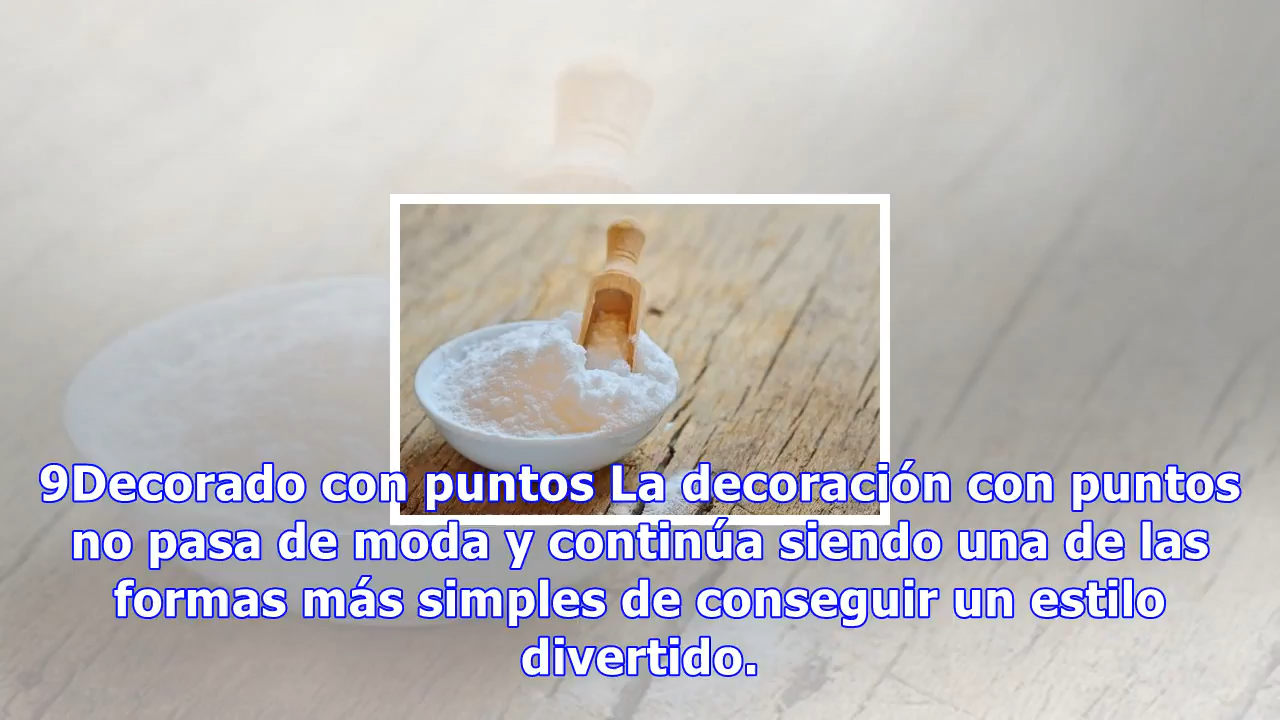 9Decorado con puntos La decoración con puntos
no pasa de moda y continúa siendo una de las
formas más simples de conseguir un estilo
divertido.